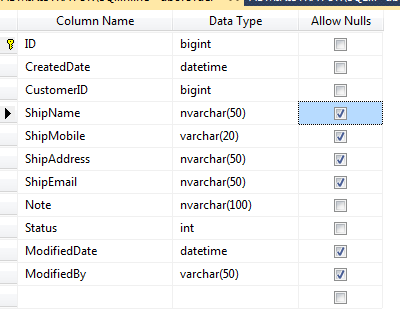 Column Name Data Type Allow Nulls
ID bigint
CreatedDate datetime
CustomerID bigint
ShipName nvarchar(50)
ShipMobile varchar(20)
ShipAddress nvarchar(50)
ShipEmail nvarchar(50)
Note nvarchar(100)
Status int
ModifiedDate datetime
ModifiedBy varchar(50)